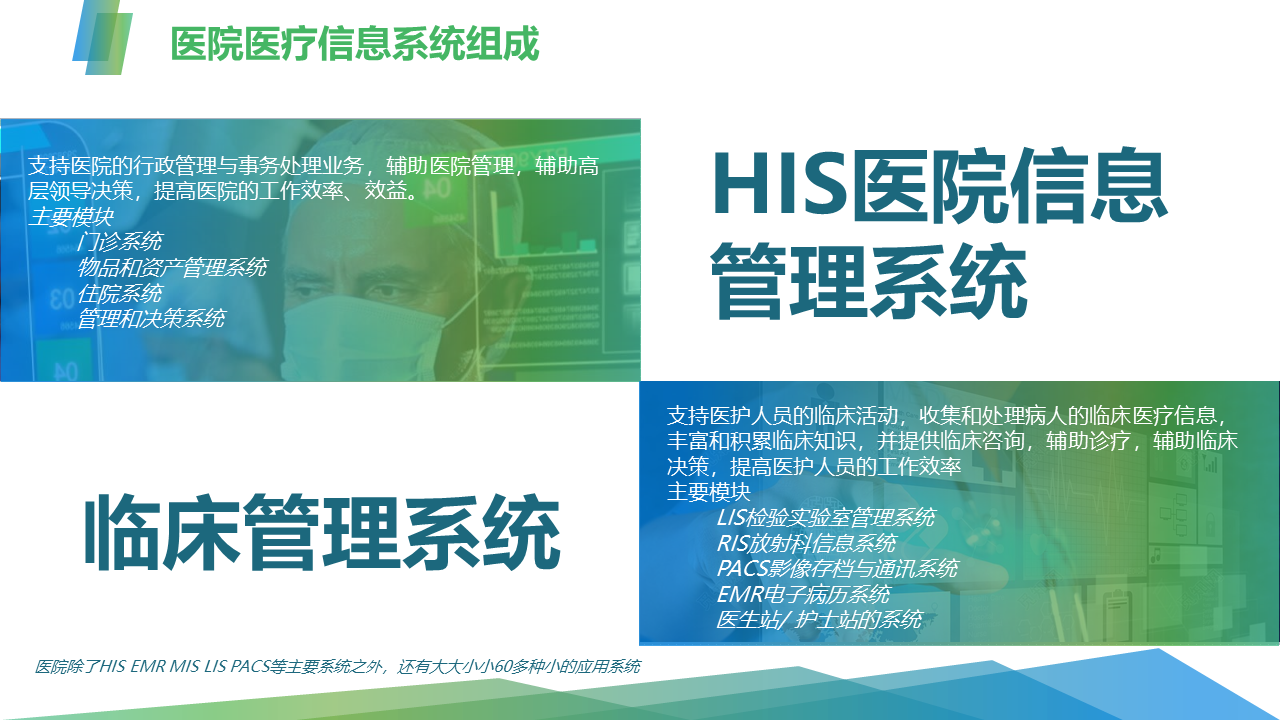 医院医疗信息系统组成
支持医院的行政管理与事务处理业务，辅助医院管理，辅助高
层领导决策，提高医院的工作效率、效益。
主要模块
门诊系统
物品和资产管理系统
住院系统
管理和决策系统
HIS医院信息
管理系统
临床管理系统
支持医护人员的临床活动，收集和处理病人的临床医疗信息，
丰富和积累临床知识，并提供临床咨询，辅助诊疗，辅助临床
决策，提高医护人员的工作效率
主要模块
LIS检验实验室管理系统
RIS放射科信息系统
PACS影像存档与通讯系统
EMR电子病历系统
医生站/ 护士站的系统
医院除了HIS EMR MIS LIS PACS等主要系统之外，还有大大小小60多种小的应用系统